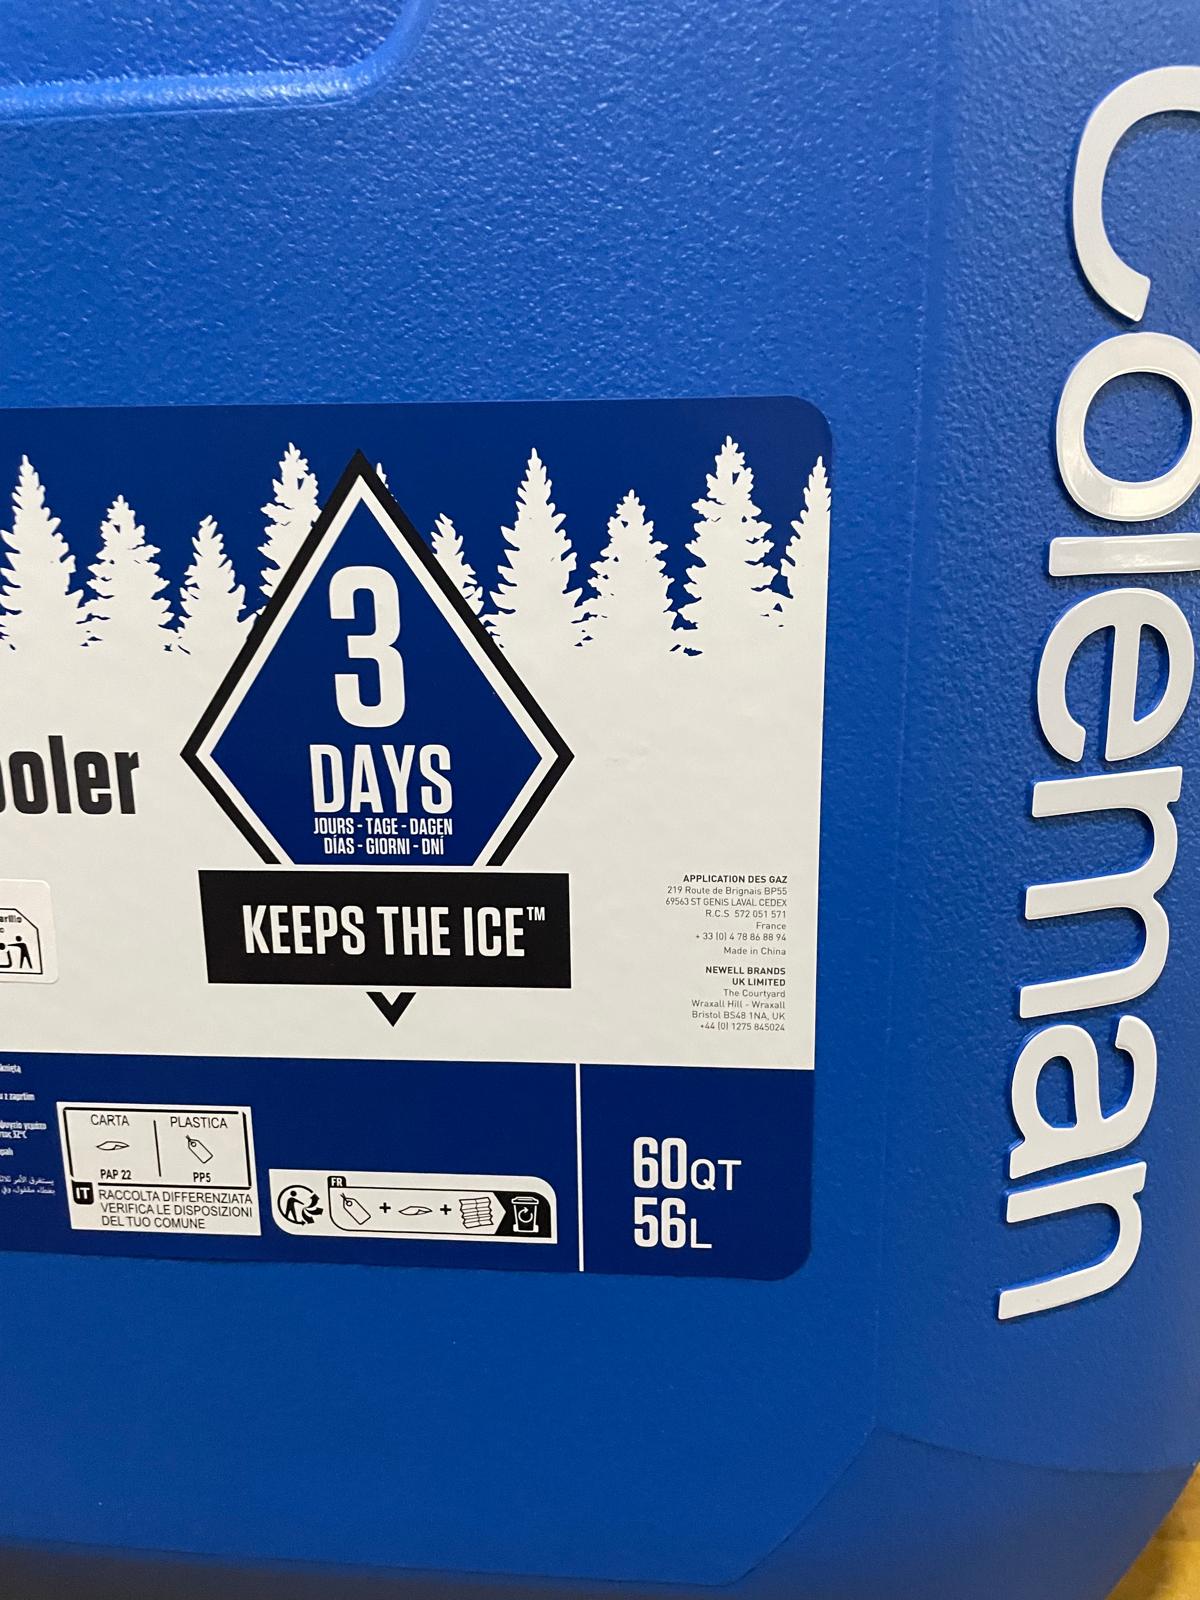 Coleman
3
DAYS
JOURS - TAGE - DAGEN
DÍAS - GIORNI - DNÍ
KEEPS THE ICE™
APPLICATION DES GAZ
219 Route de Brignais BP55
69563 ST GENIS LAVAL CEDEX
R.C.S 572 051 571
France
+ 33 (0) 4 78 86 88 94
Made in China
NEWELL BRANDS
UK LIMITED
The Courtyard
Wraxall Hill - Wraxall
Bristol BS48 1NA, UK
+44 (0) 1275 845024
CARTA
PLASTICA
PAP 22
PP5
IT
RACCOLTA DIFFERENZIATA
VERIFICA LE DISPOSIZIONI
DEL TUO COMUNE
FR
+ +
60QT
56L